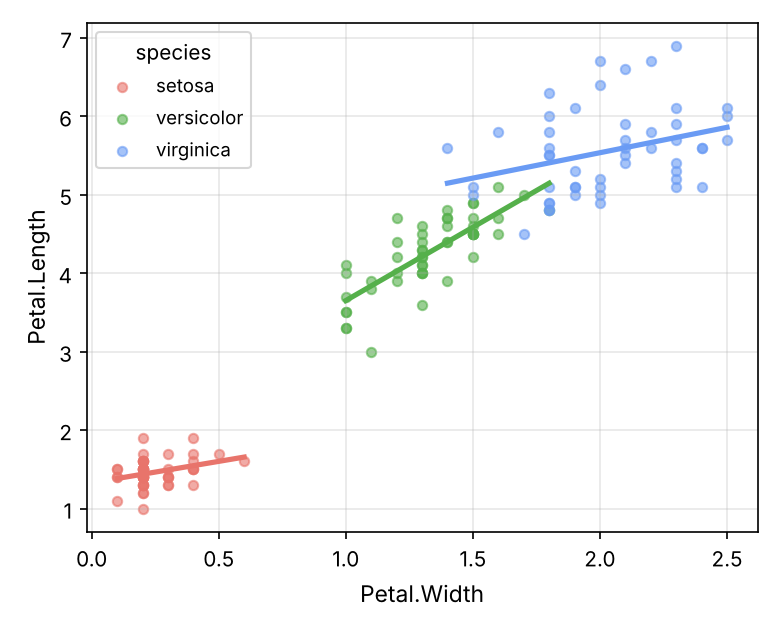 species
setosa
versicolor
virginica
7
6
5
4
3
2
1
Petal.Length
0.0 0.5 1.0 1.5 2.0 2.5
Petal.Width